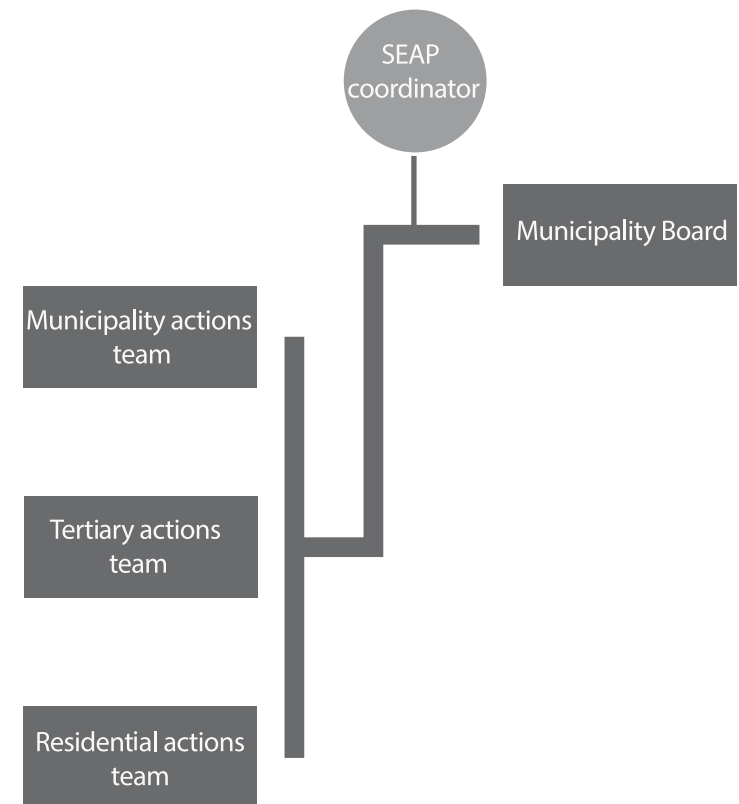 SEAP
coordinator
Municipality Board
Municipality actions
team
Tertiary actions
team
Residential actions
team